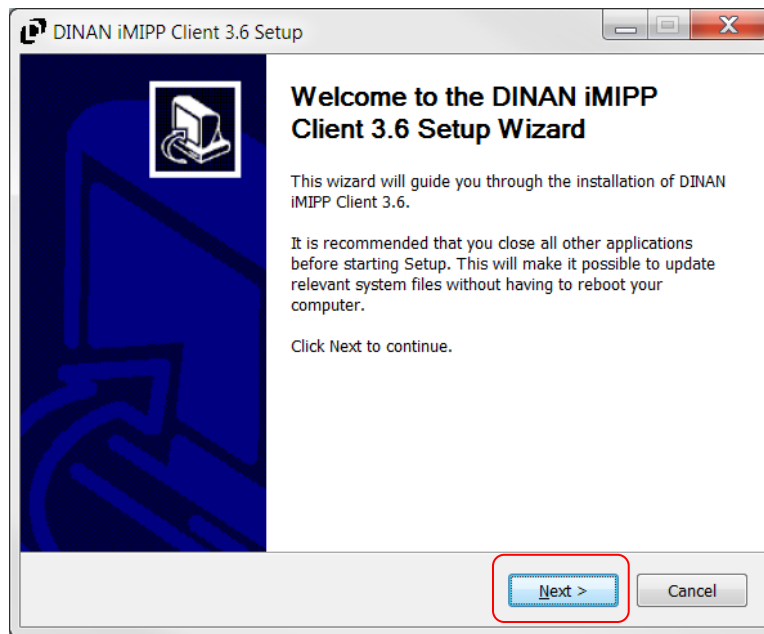 DINAN iMIPP Client 3.6 Setup
Welcome to the DINAN iMIPP
Client 3.6 Setup Wizard
This wizard will guide you through the installation of DINAN
iMIPP Client 3.6.
It is recommended that you close all other applications
before starting Setup. This will make it possible to update
relevant system files without having to reboot your
computer.
Click Next to continue.
Next >
Cancel